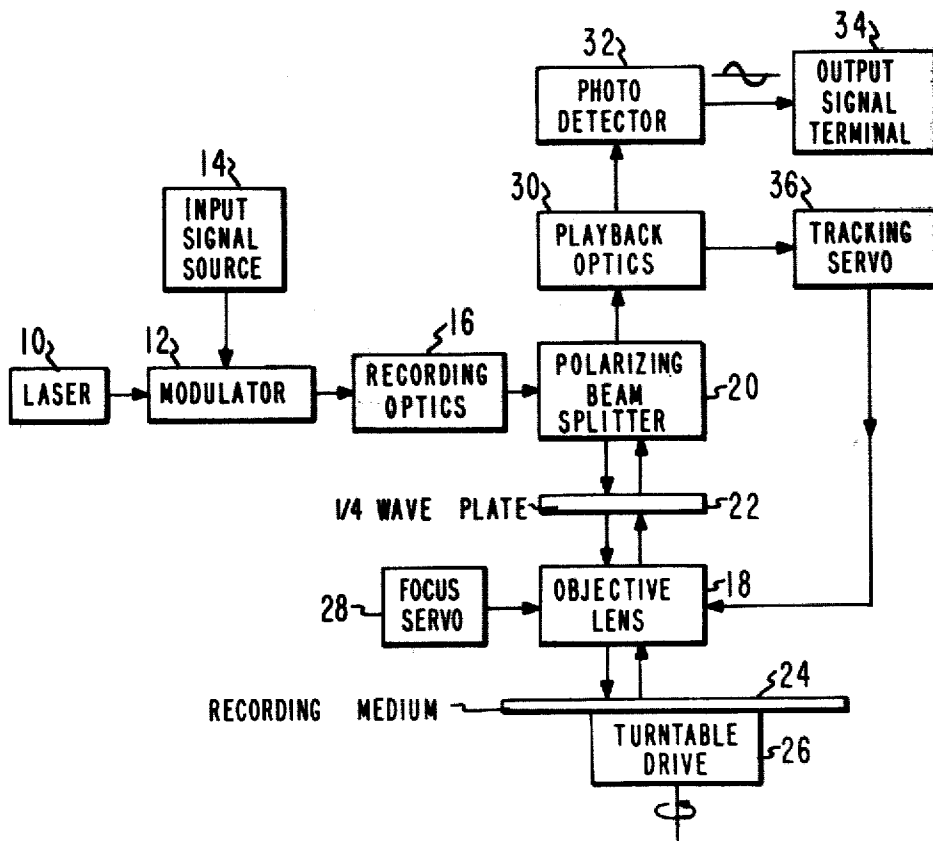 32
34
PHOTO
DETECTOR
OUTPUT
SIGNAL
TERMINAL
14
INPUT
SIGNAL
SOURCE
30
PLAYBACK
OPTICS
36
TRACKING
SERVO
10
LASER
12
MODULATOR
16
RECORDING
OPTICS
POLARIZING
BEAM
SPLITTER
20
1/4 WAVE PLATE
22
28
FOCUS
SERVO
OBJECTIVE
LENS
18
RECORDING MEDIUM
24
TURNTABLE
DRIVE
26